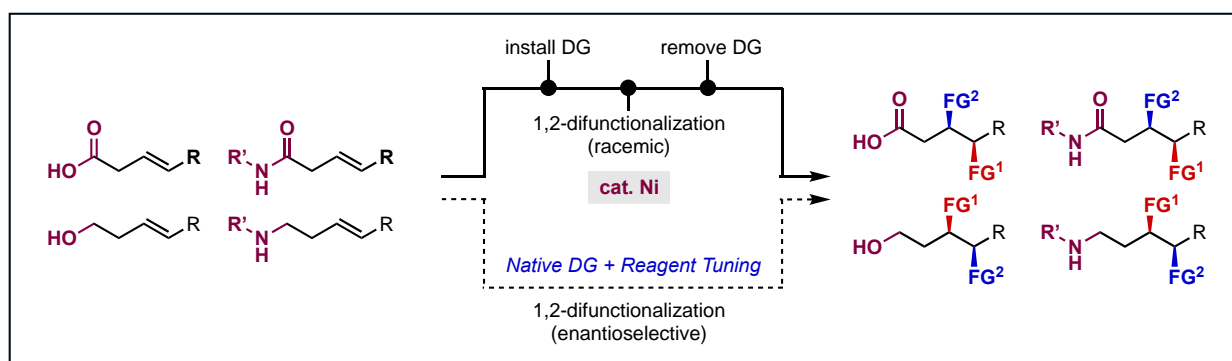 install DG
remove DG
1,2-difunctionalization
(racemic)
cat. Ni
Native DG + Reagent Tuning
1,2-difunctionalization
(enantioselective)
O
HO
R
O
R'
N
H
R
HO
R
R'
N
H
R
O
FG²
HO
R
FG¹
O
FG²
R'
N
H
R
FG¹
FG¹
HO
R
FG²
FG¹
R'
N
H
R
FG²